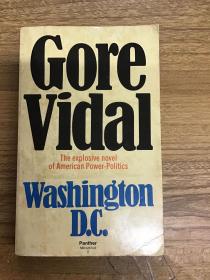 Gore
Vidal
The explosive novel
of American Power-Politics
Washington
D.C.
Panther